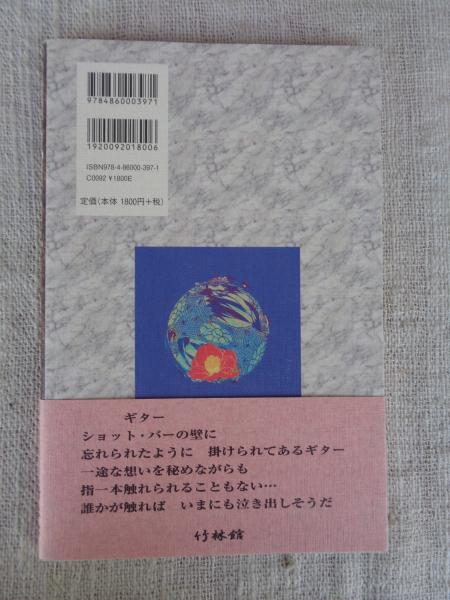 9784860003971
1920092018006
ISBN978-4-86000-397-1
C0092 ¥1800E
定価(本体 1800円+税)
ギター
ショット・バーの壁に
忘れられたように 掛けられてあるギター
一途な想いを秘めながらも
指一本触れられることもない…
誰かが触れば いまにも泣き出しそうだ
竹林館